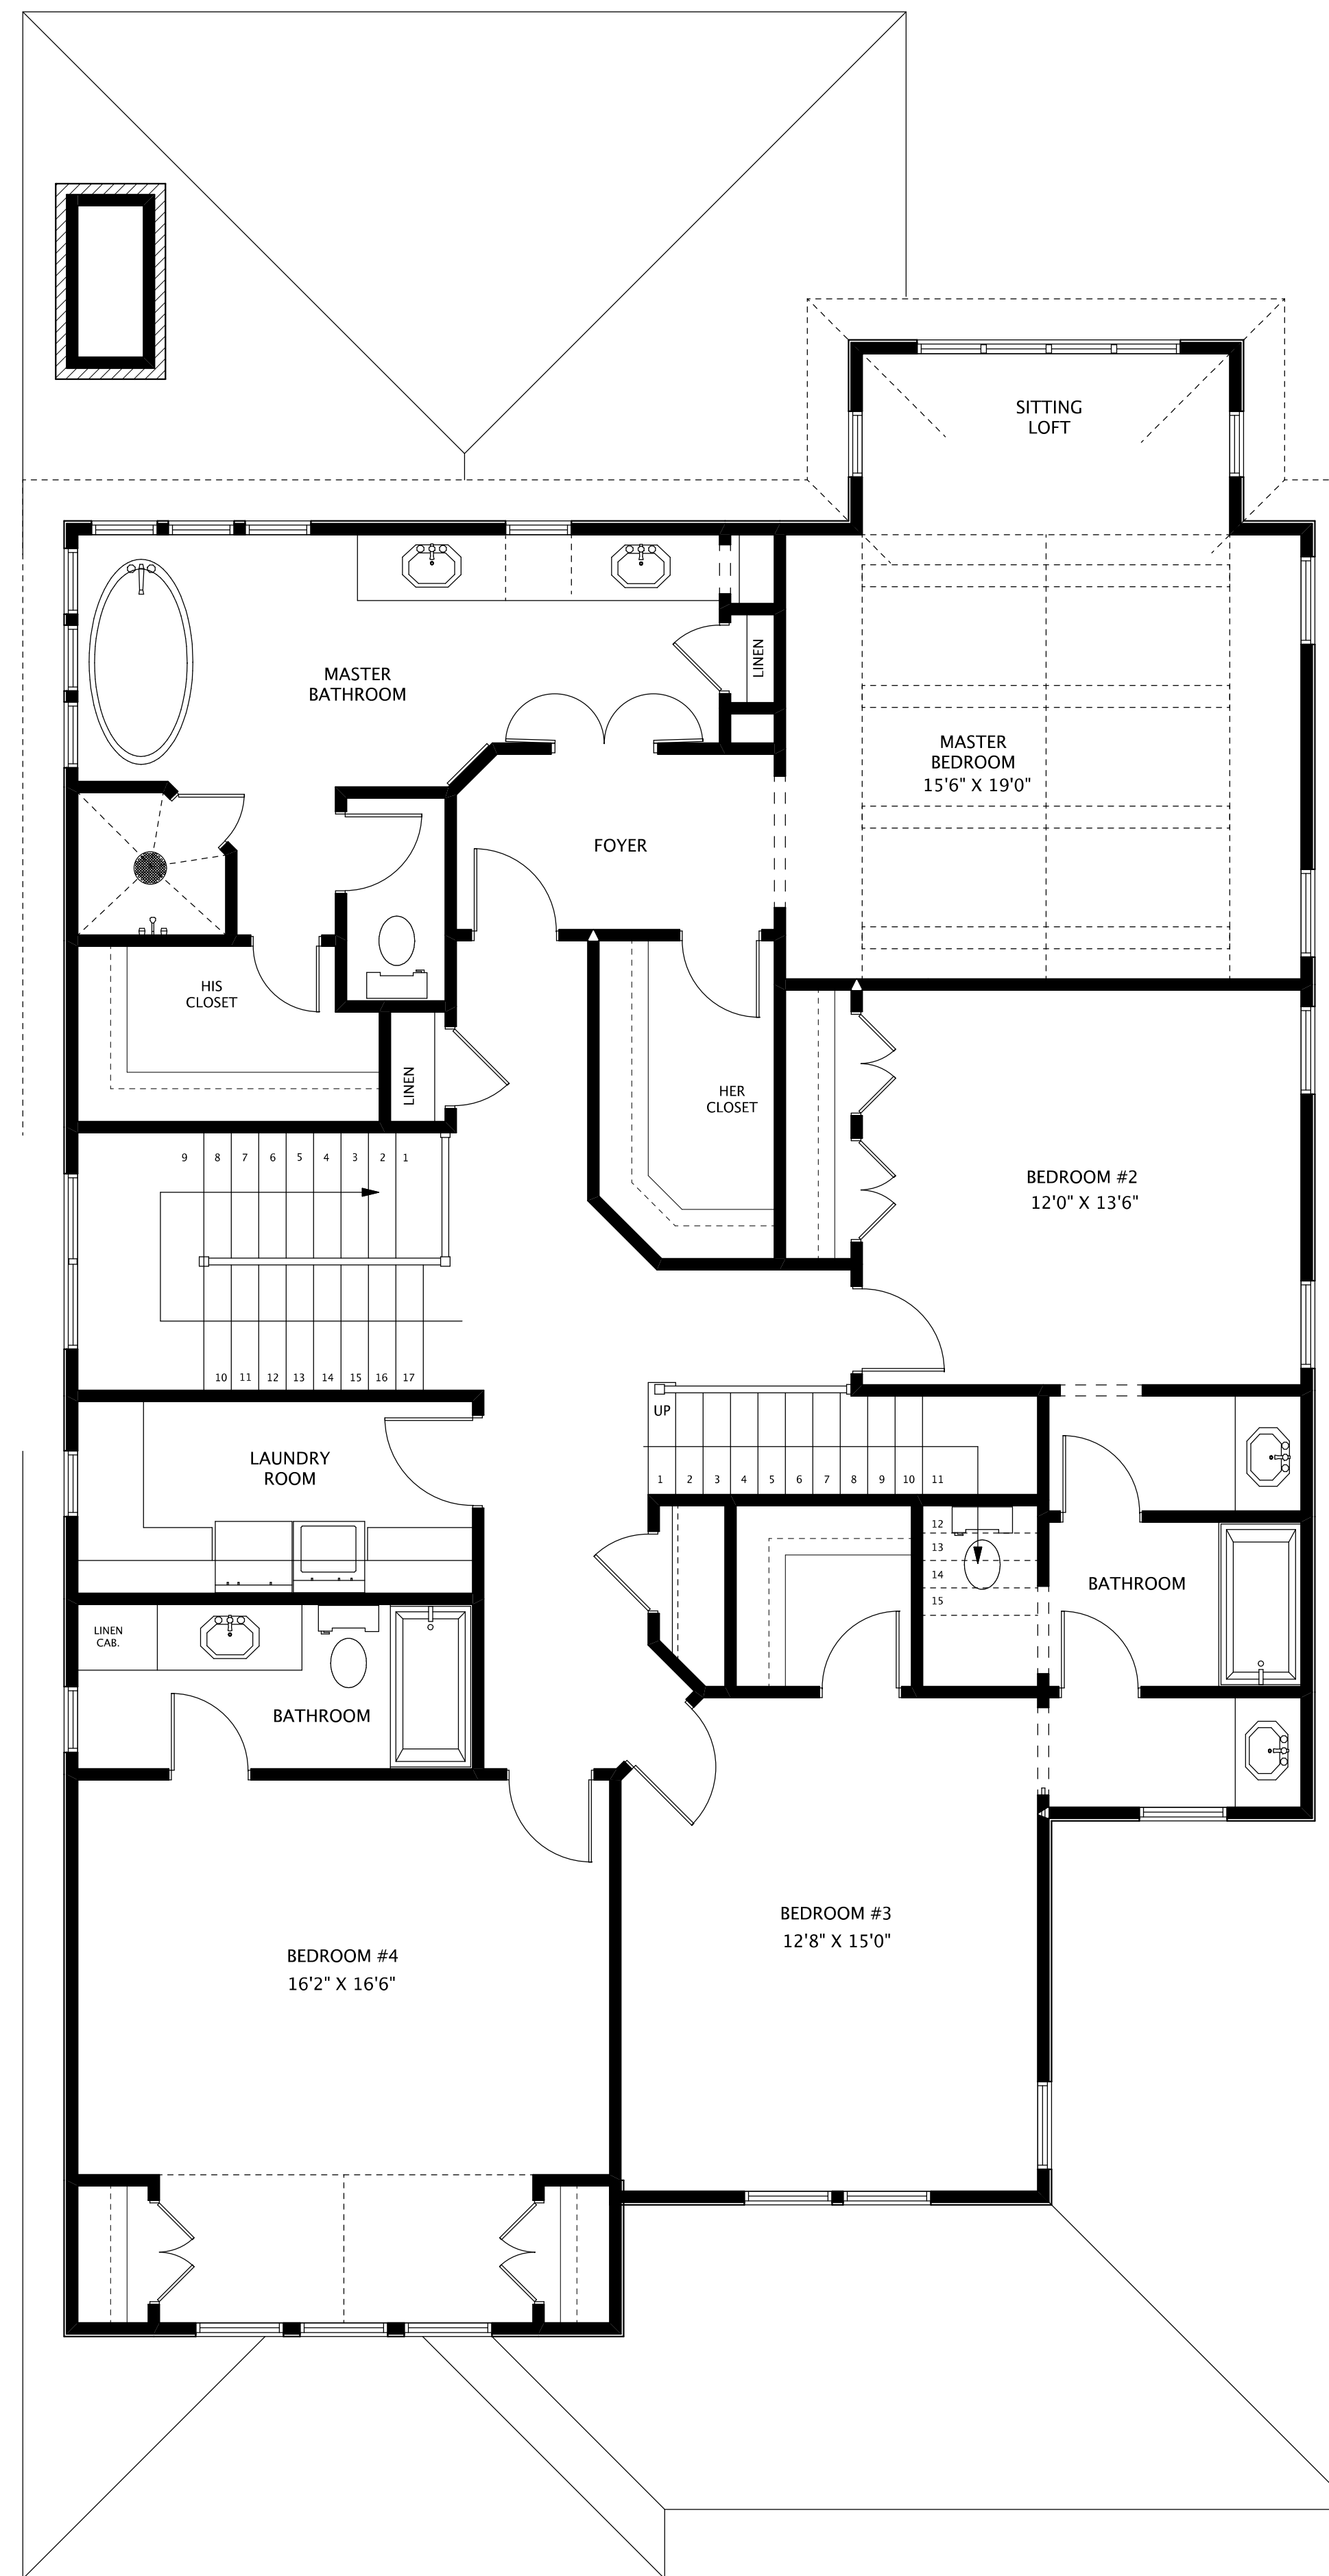 SITTING
LOFT
MASTER
BATHROOM
LINEN
MASTER
BEDROOM
15'6" X 19'0"
FOYER
HIS
CLOSET
LINEN
HER
CLOSET
9 8 7 6 5 4 3 2 1
BEDROOM #2
12'0" X 13'6"
10 11 12 13 14 15 16 17
UP
LAUNDRY
ROOM
1 2 3 4 5 6 7 8 9 10 11
12
13
14
15
BATHROOM
LINEN
CAB.
BATHROOM
BEDROOM #3
12'8" X 15'0"
BEDROOM #4
16'2" X 16'6"